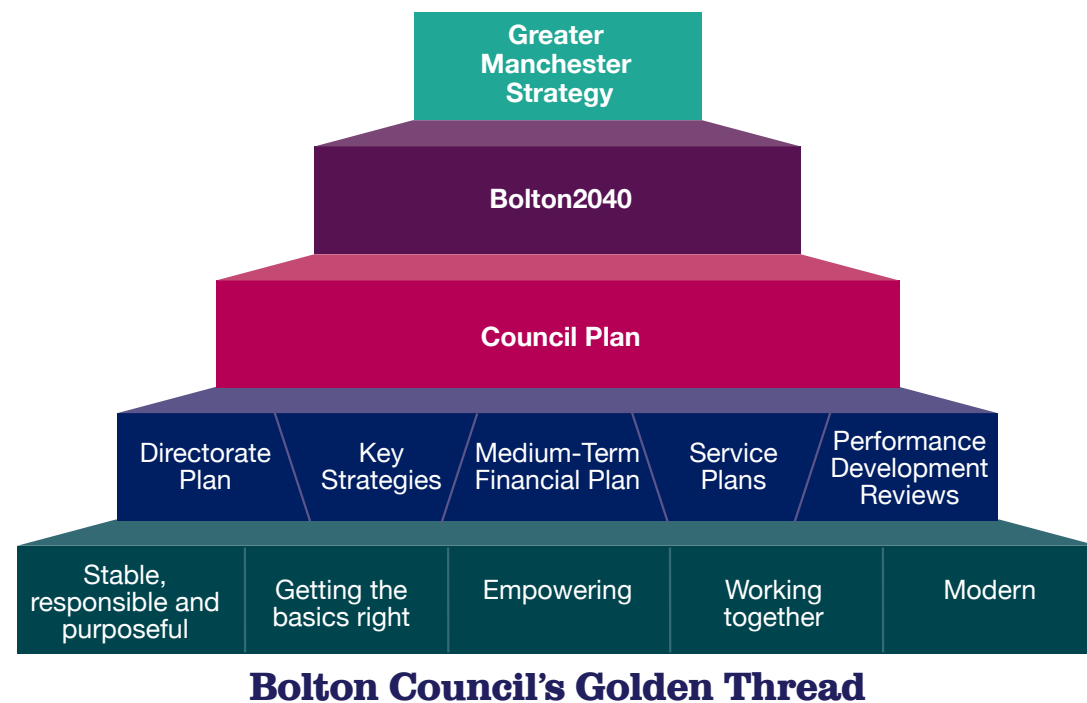 Greater
Manchester
Strategy
Bolton2040
Council Plan
Directorate
Plan
Key
Strategies
Medium-Term
Financial Plan
Service
Plans
Performance
Development
Reviews
Stable,
responsible and
purposeful
Getting the
basics right
Empowering
Working
together
Modern
Bolton Council’s Golden Thread